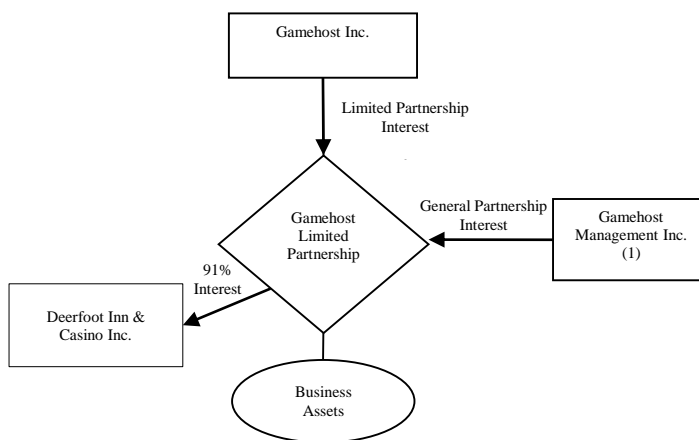 Gamehost Inc.
Limited Partnership
Interest
General Partnership
Interest
Gamehost
Limited
Partnership
Gamehost
Management Inc.
(1)
91%
Interest
Deerfoot Inn &
Casino Inc.
Business
Assets